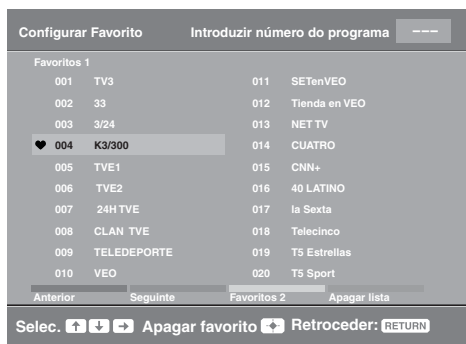 Configurar Favorito Introduzir número do programa ---
Favoritos 1
001 TV3 011 SETenVEO
002 33 012 Tienda en VEO
003 3/24 013 NET TV
004 K3/300 014 CUATRO
005 TVE1 015 CNN+
006 TVE2 016 40 LATINO
007 24H TVE 017 la Sexta
008 CLAN TVE 018 Telecinco
009 TELEDEPORTE 019 T5 Estrellas
010 VEO 020 T5 Sport
Anterior Seguinte Favoritos 2 Apagar lista
Selec. ↑ ↓ → Apagar favorito Retroceder: RETURN